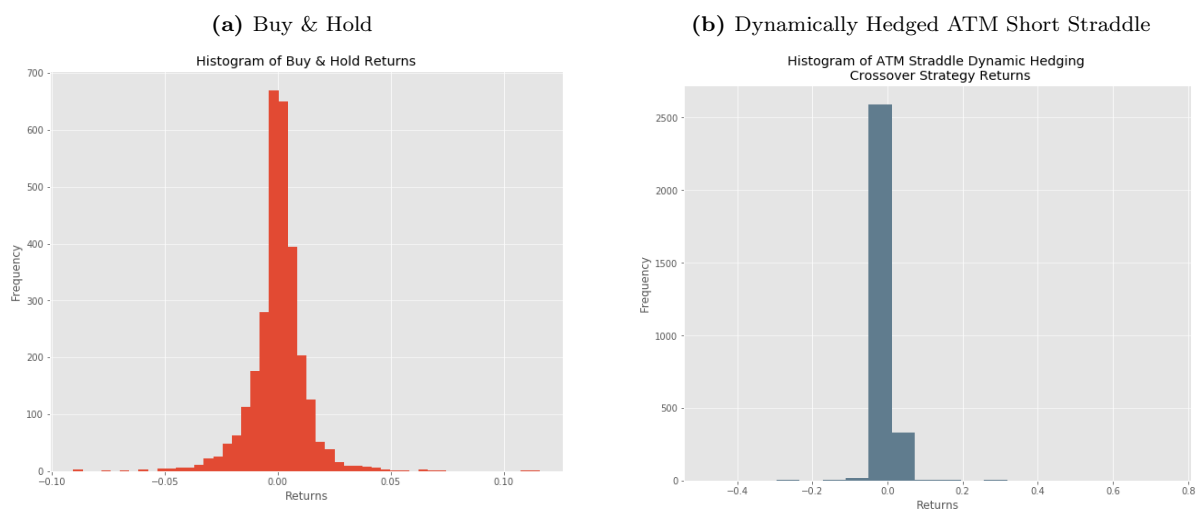 (a) Buy & Hold
Histogram of Buy & Hold Returns
700
600
500
400
300
200
100
0
Frequency
−0.10 −0.05 0.00 0.05 0.10
Returns
(b) Dynamically Hedged ATM Short Straddle
Histogram of ATM Straddle Dynamic Hedging
Crossover Strategy Returns
2500
2000
1500
1000
500
0
Frequency
−0.4 −0.2 0.0 0.2 0.4 0.6 0.8
Returns